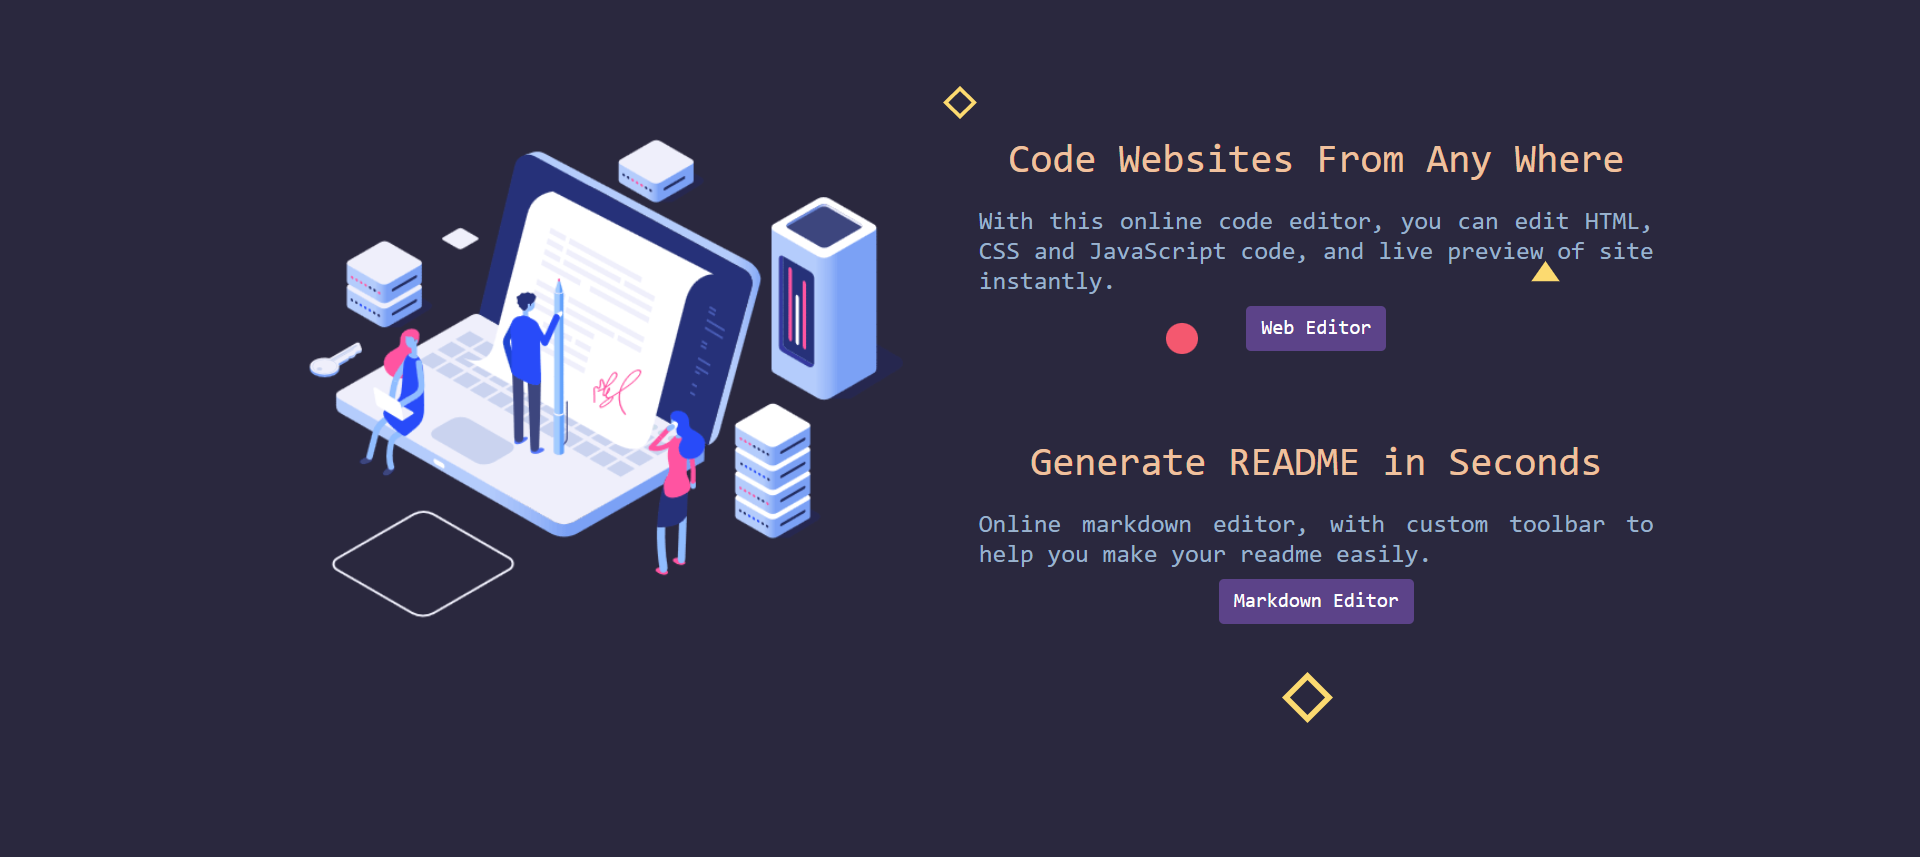 Code Websites From Any Where
With this online code editor, you can edit HTML,
CSS and JavaScript code, and live preview of site
instantly.
Web Editor
Generate README in Seconds
Online markdown editor, with custom toolbar to
help you make your readme easily.
Markdown Editor